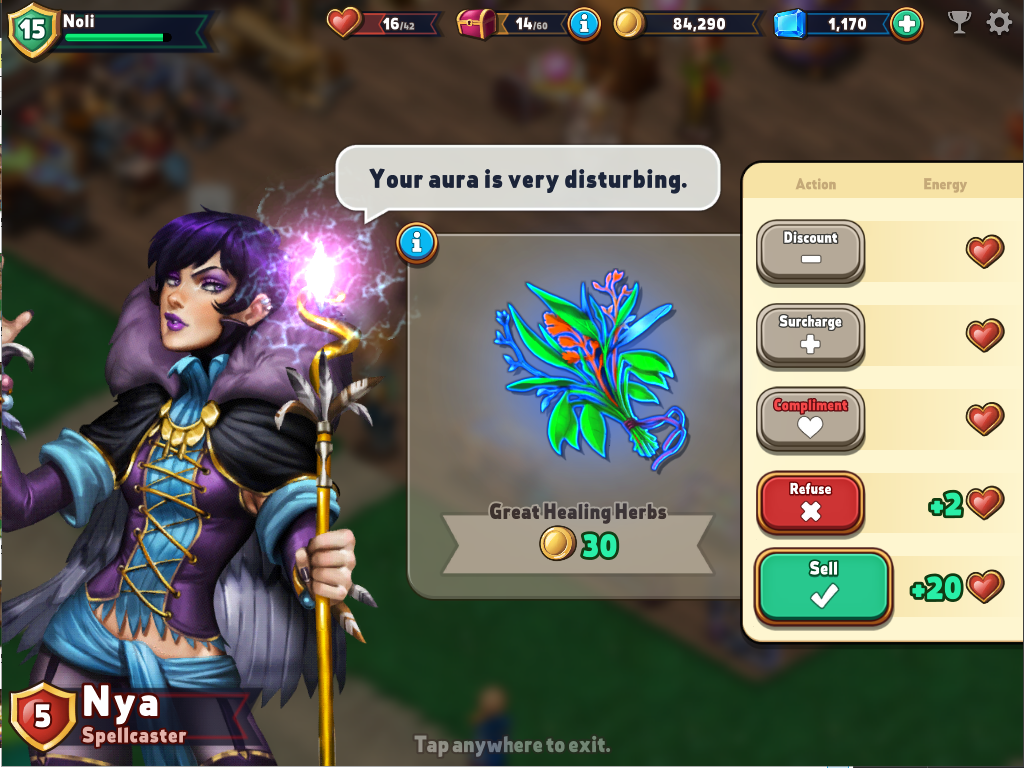 15
Noli
16/42
14/60
84,290
1,170
Your aura is very disturbing.
Action Energy
Discount
Surcharge
Compliment
Refuse
+2
Sell
+20
Great Healing Herbs
30
5
Nya
Spellcaster
Tap anywhere to exit.